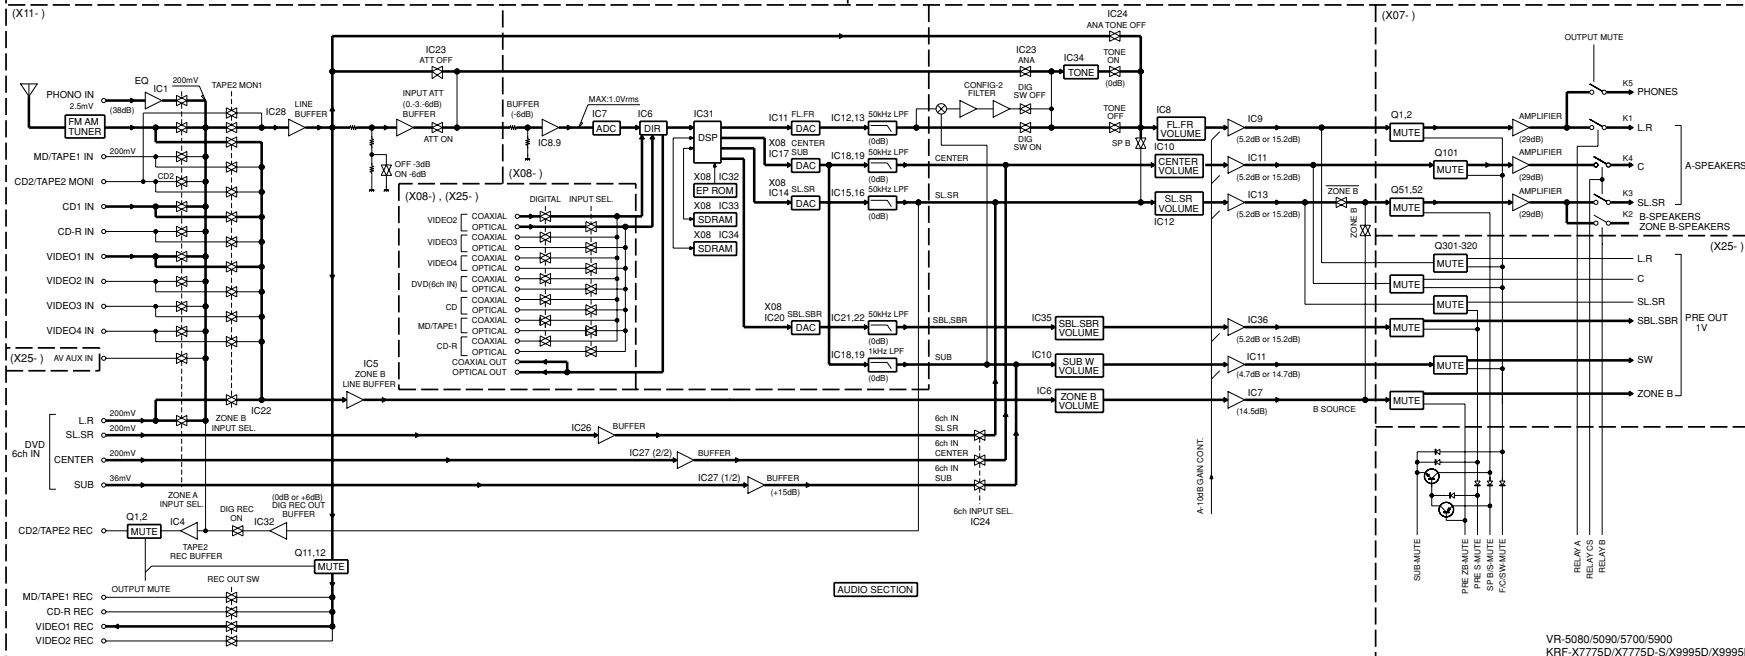 (X11- )
(X07- )
IC24
ANA TONE OFF
OUTPUT MUTE
IC23
ATT OFF
IC23
ANA
IC34
TONE
TONE
ON
(0dB)
K5
PHONES
EQ
IC1
200mV
TAPE2 MON1
PHONO IN
2.5mV
(38dB)
FM AM
TUNER
IC28
LINE
BUFFER
INPUT ATT
(0.-3.-6dB)
BUFFER
ATT ON
BUFFER
(-6dB)
IC8.9
MAX:1.0Vrms
IC7
ADC
IC6
DIR
IC31
DSP
CONFIG-2
FILTER
DIG
SW OFF
DIG
SW ON
TONE
OFF
SP B
IC11
FL.FR
DAC
IC12,13
50kHz LPF
(0dB)
IC8
FL.FR
VOLUME
IC9
(5.2dB or 15.2dB)
Q1,2
MUTE
AMPLIFIER
(29dB)
K1
L.R
MD/TAPE1 IN
200mV
OFF -3dB
ON -6dB
X08
IC17
CENTER
SUB
DAC
IC18,19
50kHz LPF
(0dB)
CENTER
IC10
CENTER
VOLUME
IC11
(5.2dB or 15.2dB)
Q101
MUTE
AMPLIFIER
(29dB)
K4
C
A-SPEAKERS
CD2/TAPE2 MONI
CD2
(X08- )
X08
IC32
EP ROM
X08
IC14
SL.SR
DAC
IC15,16
50kHz LPF
(0dB)
SL.SR
SL.SR
VOLUME
IC12
IC13
(5.2dB or 15.2dB)
ZONE B
ZONE B
Q51,52
MUTE
AMPLIFIER
(29dB)
K3
SL.SR
CD1 IN
(X08-) , (X25- )
DIGITAL
INPUT SEL.
X08
IC33
SDRAM
K2
B-SPEAKERS
ZONE B-SPEAKERS
CD-R IN
VIDEO2
COAXIAL
OPTICAL
X08
IC34
SDRAM
VIDEO1 IN
VIDEO3
COAXIAL
OPTICAL
(X25- )
Q301-320
MUTE
L.R
VIDEO2 IN
VIDEO4
COAXIAL
OPTICAL
MUTE
C
DVD(6ch IN)
COAXIAL
OPTICAL
VIDEO3 IN
CD
COAXIAL
OPTICAL
MUTE
SL.SR
VIDEO4 IN
MD/TAPE1
COAXIAL
OPTICAL
X08
IC20
SBL.SBR
DAC
IC21,22
50kHz LPF
(0dB)
SBL,SBR
IC35
SBL.SBR
VOLUME
IC36
(5.2dB or 15.2dB)
MUTE
SBL.SBR
PRE OUT
1V
(X25- )
AV AUX IN
CD-R
COAXIAL
OPTICAL
COAXIAL OUT
OPTICAL OUT
IC18,19
1kHz LPF
(0dB)
SUB
IC10
SUB W
VOLUME
IC11
(4.7dB or 14.7dB)
MUTE
SW
IC5
ZONE B
LINE BUFFER
IC6
ZONE B
VOLUME
IC7
(14.5dB)
B SOURCE
MUTE
ZONE B
IC22
ZONE B
INPUT SEL.
DVD
6ch IN
L.R
200mV
SL.SR
200mV
CENTER
200mV
SUB
36mV
IC26
BUFFER
IC27 (2/2)
BUFFER
IC27 (1/2)
BUFFER
(+15dB)
6ch IN
SL SR
6ch IN
CENTER
6ch IN
SUB
6ch INPUT SEL.
IC24
A-10dB GAIN CONT.
ZONE A
INPUT SEL.
(0dB or +6dB)
DIG REC OUT
BUFFER
DIG REC
ON
IC32
CD2/TAPE2 REC
Q1,2
MUTE
IC4
TAPE2
REC BUFFER
Q11,12
MUTE
OUTPUT MUTE
REC OUT SW
SUB-MUTE
PRE ZB-MUTE
PRE S-MUTE
SP B/S-MUTE
F/C/SW-MUTE
RELAY A
RELAY CS
RELAY B
MD/TAPE1 REC
CD-R REC
VIDEO1 REC
VIDEO2 REC
AUDIO SECTION
VR-5080/5090/5700/5900
KRF-X7775D/X7775D-S/X9995D/X9995